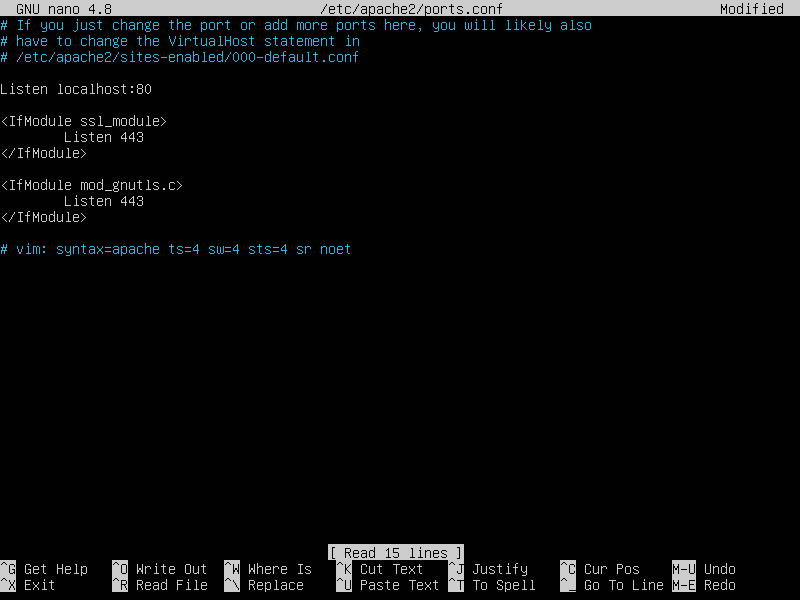 GNU nano 4.8 /etc/apache2/ports.conf Modified
# If you just change the port or add more ports here, you will likely also
# have to change the VirtualHost statement in
# /etc/apache2/sites-enabled/000-default.conf
Listen localhost:80
<IfModule ssl_module>
Listen 443
</IfModule>
<IfModule mod_gnutls.c>
Listen 443
</IfModule>
# vim: syntax=apache ts=4 sw=4 sts=4 sr noet
[ Read 15 lines ]
^G Get Help ^O Write Out ^W Where Is ^K Cut Text ^J Justify ^C Cur Pos M-U Undo
^X Exit ^R Read File ^\ Replace ^U Paste Text ^T To Spell ^_ Go To Line M-E Redo